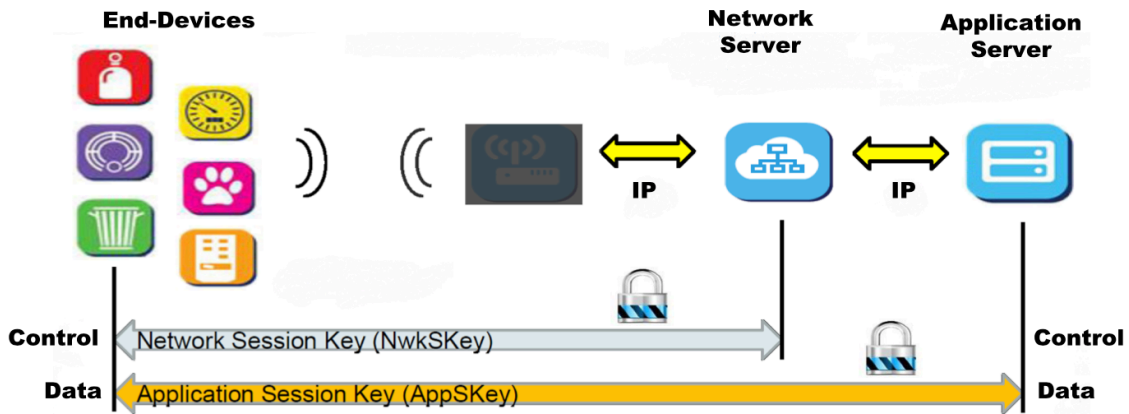 End-Devices
Network
Server
Application
Server
IP
IP
Control
Network Session Key (NwkSKey)
Control
Data
Application Session Key (AppSKey)
Data